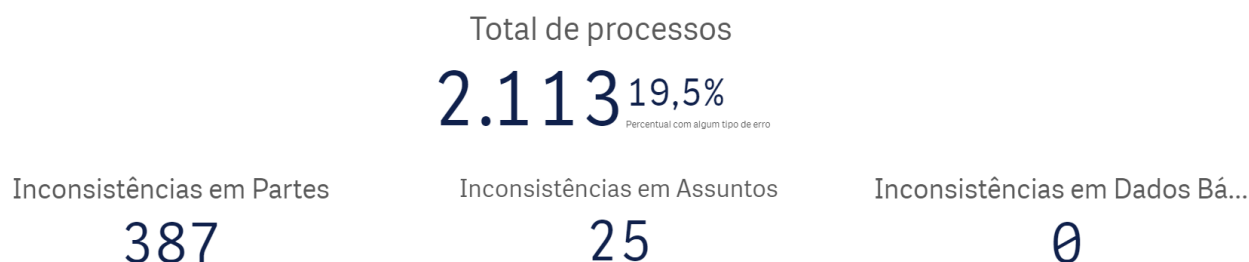 Total de processos
2.113 19,5%
Percentual com algum tipo de erro
Inconsistências em Partes
387
Inconsistências em Assuntos
25
Inconsistências em Dados Bá...
0